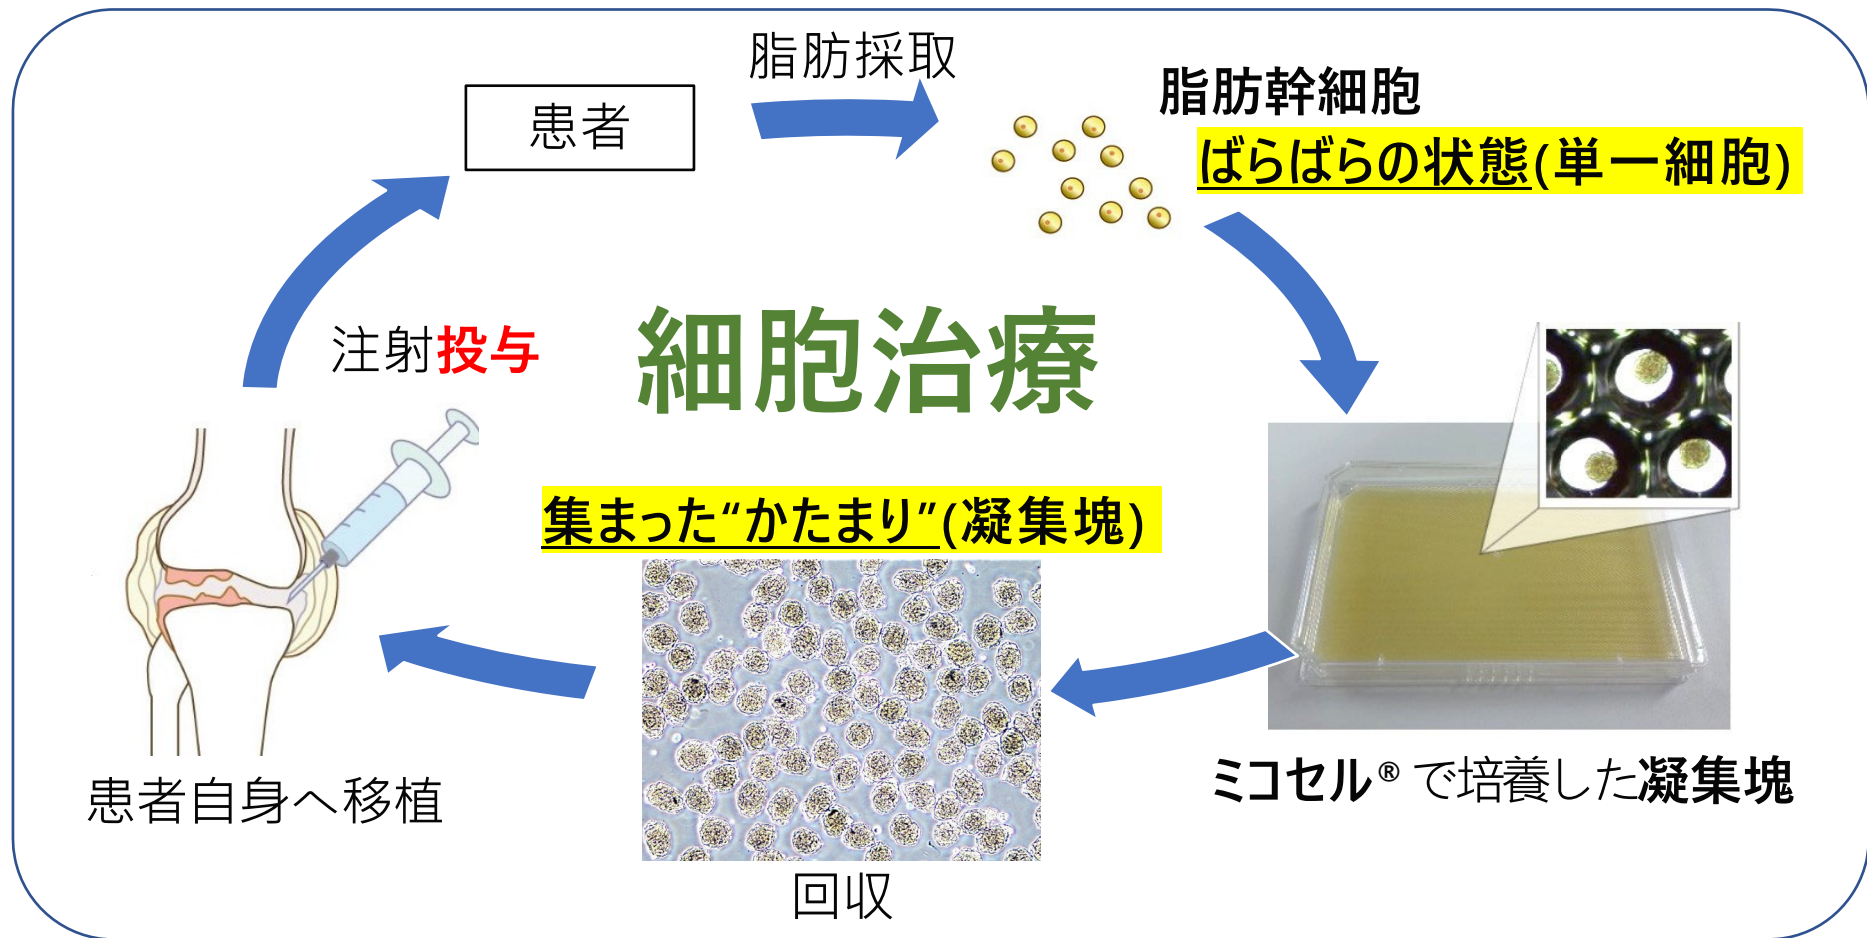 脂肪採取
患者
脂肪幹細胞
ばらばらの状態(単一細胞)
注射投与
細胞治療
集まった“かたまり”(凝集塊)
ミコセル®で培養した凝集塊
患者自身へ移植
回収